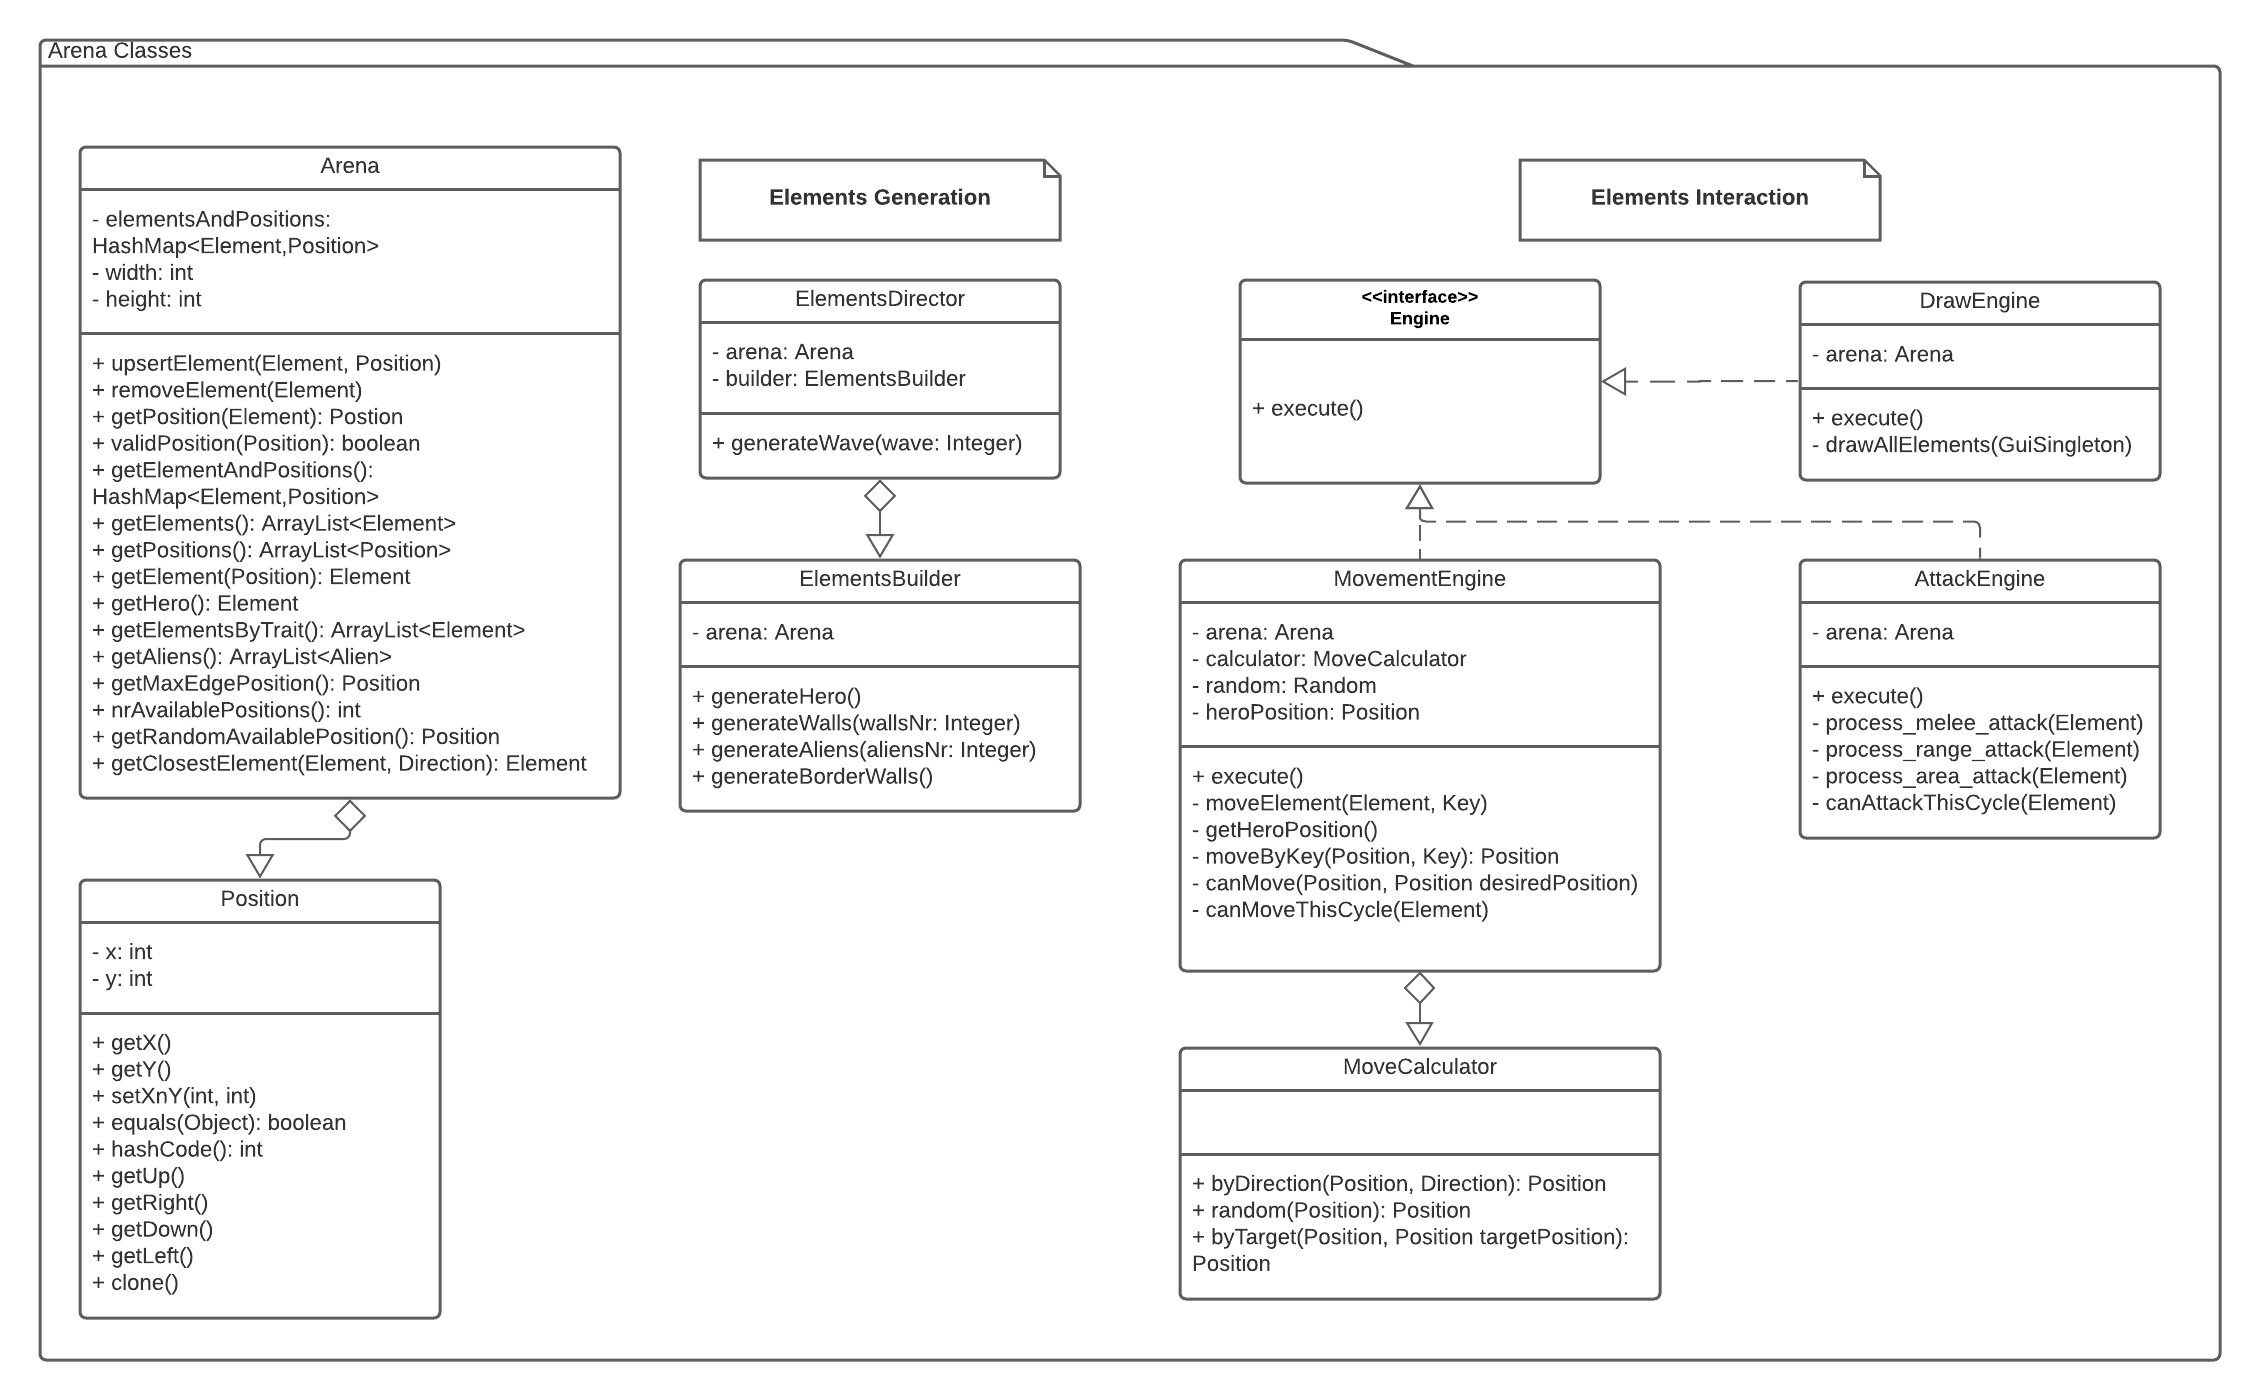 Arena Classes
Arena
- elementsAndPositions:
HashMap<Element,Position>
- width: int
- height: int
+ upsertElement(Element, Position)
+ removeElement(Element)
+ getPosition(Element): Postion
+ validPosition(Position): boolean
+ getElementAndPositions():
HashMap<Element,Position>
+ getElements(): ArrayList<Element>
+ getPositions(): ArrayList<Position>
+ getElement(Position): Element
+ getHero(): Element
+ getElementsByTrait(): ArrayList<Element>
+ getAliens(): ArrayList<Alien>
+ getMaxEdgePosition(): Position
+ nrAvailablePositions(): int
+ getRandomAvailablePosition(): Position
+ getClosestElement(Element, Direction): Element
Position
- x: int
- y: int
+ getX()
+ getY()
+ setXnY(int, int)
+ equals(Object): boolean
+ hashCode(): int
+ getUp()
+ getRight()
+ getDown()
+ getLeft()
+ clone()
Elements Generation
ElementsDirector
- arena: Arena
- builder: ElementsBuilder
+ generateWave(wave: Integer)
ElementsBuilder
- arena: Arena
+ generateHero()
+ generateWalls(wallsNr: Integer)
+ generateAliens(aliensNr: Integer)
+ generateBorderWalls()
Elements Interaction
<<interface>>
Engine
+ execute()
DrawEngine
- arena: Arena
+ execute()
- drawAllElements(GuiSingleton)
MovementEngine
- arena: Arena
- calculator: MoveCalculator
- random: Random
- heroPosition: Position
+ execute()
- moveElement(Element, Key)
- getHeroPosition()
- moveByKey(Position, Key): Position
- canMove(Position, Position desiredPosition)
- canMoveThisCycle(Element)
AttackEngine
- arena: Arena
+ execute()
- process_melee_attack(Element)
- process_range_attack(Element)
- process_area_attack(Element)
- canAttackThisCycle(Element)
MoveCalculator
+ byDirection(Position, Direction): Position
+ random(Position): Position
+ byTarget(Position, Position targetPosition):
Position